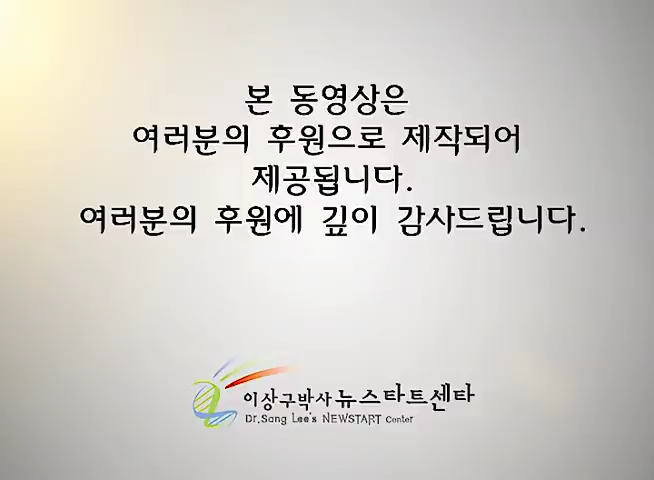 본 동영상은
여러분의 후원으로 제작되어
제공됩니다.
여러분의 후원에 깊이 감사드립니다.
이상구박사 뉴스타트센타
Dr.Sang Lee's NEWSTART Center